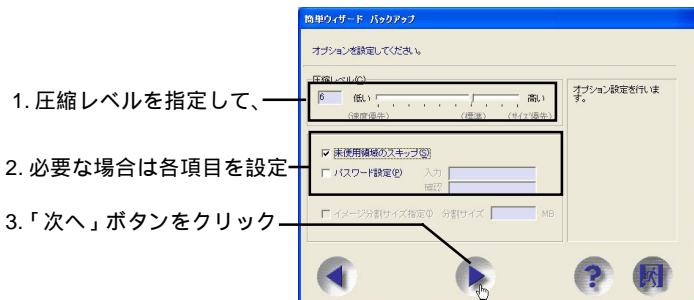 簡単ウィザード バックアップ
オプションを設定してください。
圧縮レベル(C)
1. 圧縮レベルを指定して、
6 低い 高い
(速度優先) (標準) (サイズ優先)
オプション設定を行います。
2. 必要な場合は各項目を設定
未使用領域のスキップ(S)
パスワード設定(P) 入力
確認
3.「次へ」ボタンをクリック
イメージ分割サイズ指定(I) 分割サイズ MB
?